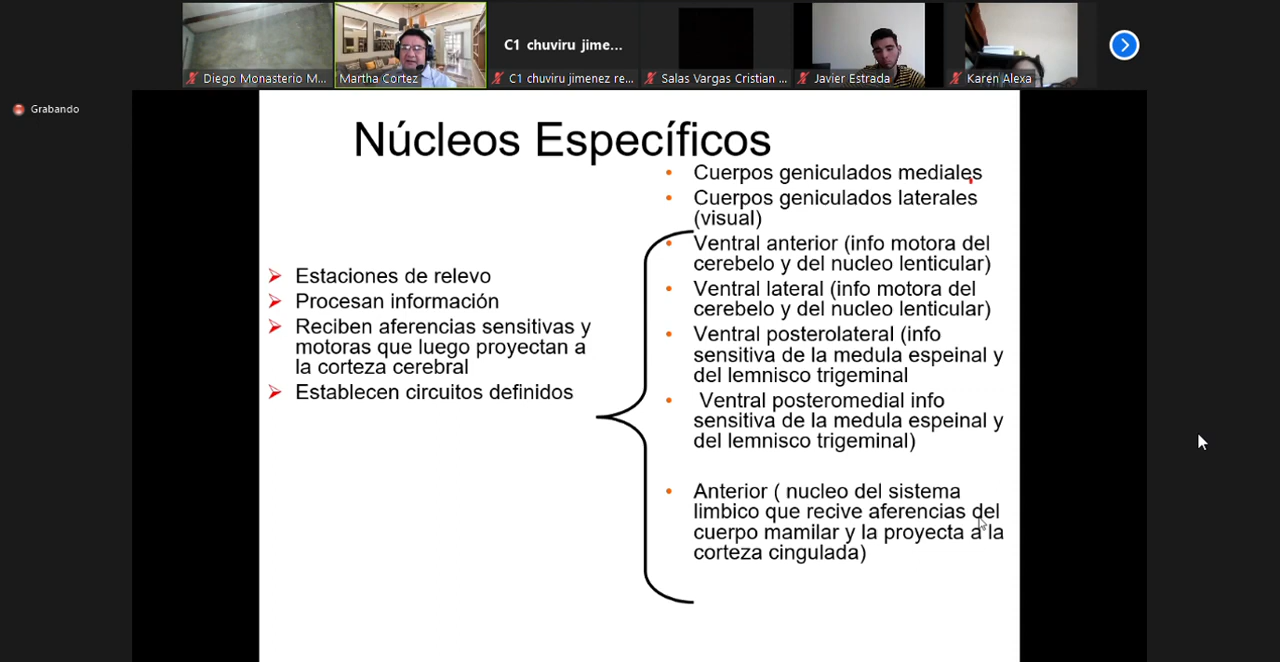 C1 chuviru jime...
Diego Monasterio M...
Martha Cortez
C1 chuviru jimenez re...
Salas Vargas Cristian ...
Javier Estrada
Karen Alexa
Grabando
Núcleos Específicos
Estaciones de relevo
Procesan información
Reciben aferencias sensitivas y
motoras que luego proyectan a
la corteza cerebral
Establecen circuitos definidos
Cuerpos geniculados mediales
Cuerpos geniculados laterales
(visual)
Ventral anterior (info motora del
cerebelo y del nucleo lenticular)
Ventral lateral (info motora del
cerebelo y del nucleo lenticular)
Ventral posterolateral (info
sensitiva de la medula espeinal y
del lemnisco trigeminal
Ventral posteromedial info
sensitiva de la medula espeinal y
del lemnisco trigeminal)
Anterior ( nucleo del sistema
limbico que recive aferencias del
cuerpo mamilar y la proyecta a la
corteza cingulada)